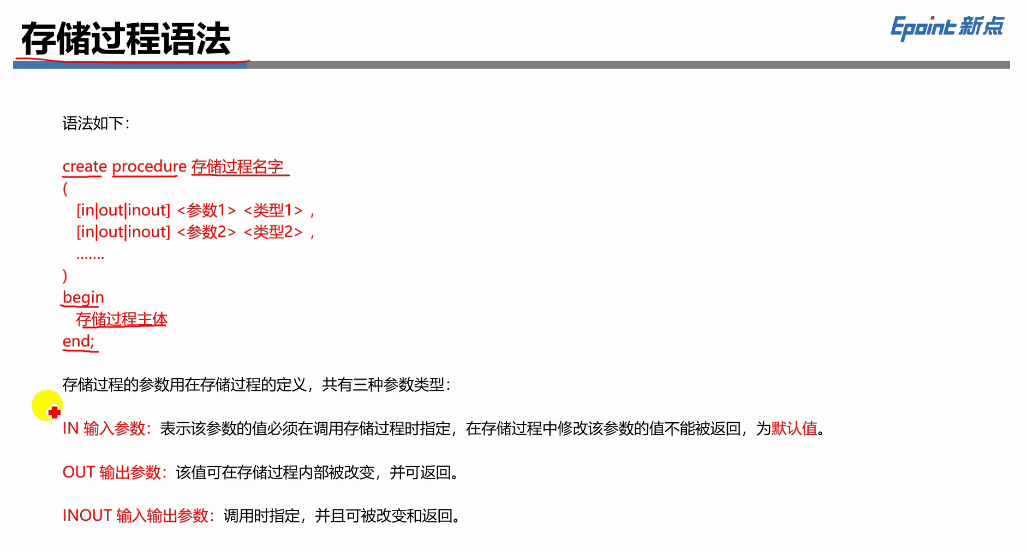 存储过程语法
Epoint 新点
语法如下：
create procedure 存储过程名字
(
[in|out|inout] <参数1> <类型1> ，
[in|out|inout] <参数2> <类型2> ，
.......
)
begin
存储过程主体
end;
存储过程的参数用在存储过程的定义，共有三种参数类型：
IN 输入参数：表示该参数的值必须在调用存储过程时指定，在存储过程中修改该参数的值不能被返回，为默认值。
OUT 输出参数：该值可在存储过程内部被改变，并可返回。
INOUT 输入输出参数：调用时指定，并且可被改变和返回。